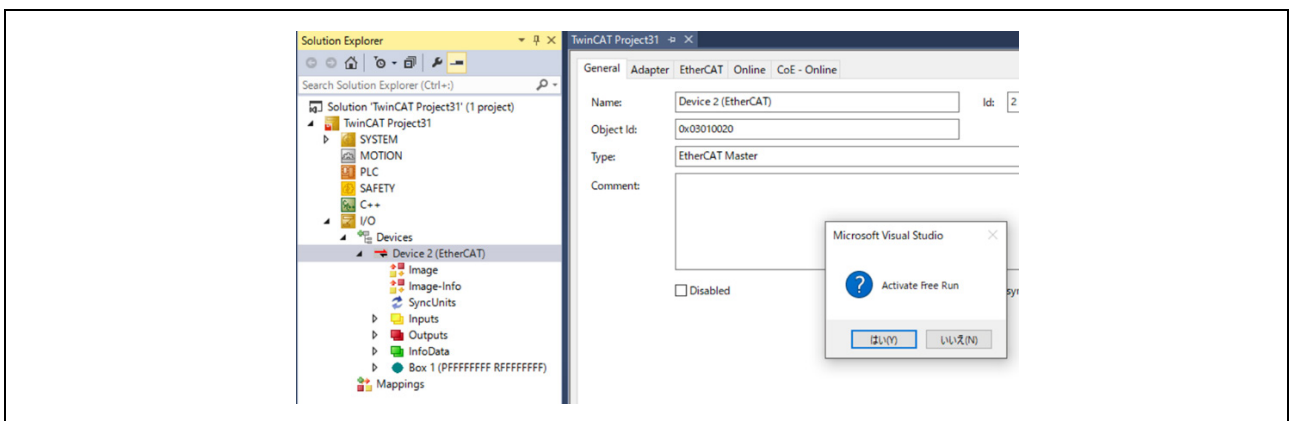 Solution Explorer
Search Solution Explorer (Ctrl+:)
Solution 'TwinCAT Project31' (1 project)
TwinCAT Project31
SYSTEM
MOTION
PLC
SAFETY
C++
I/O
Devices
Device 2 (EtherCAT)
Image
Image-Info
SyncUnits
Inputs
Outputs
InfoData
Box 1 (PFFFFFFFF RFFFFFFFF)
Mappings
TwinCAT Project31
General Adapter EtherCAT Online CoE - Online
Name: Device 2 (EtherCAT) Id: 2
Object Id: 0x03010020
Type: EtherCAT Master
Comment:
Disabled
Microsoft Visual Studio
Activate Free Run
はい(Y) いいえ(N)